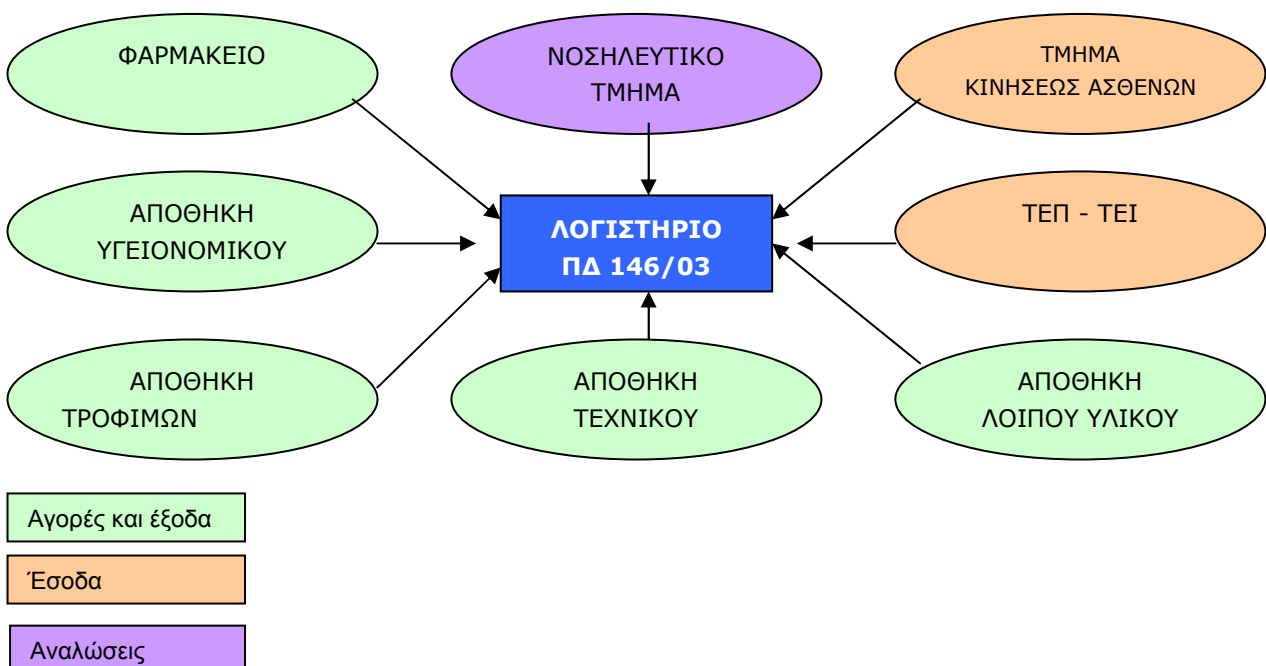 ΦΑΡΜΑΚΕΙΟ
ΝΟΣΗΛΕΥΤΙΚΟ
ΤΜΗΜΑ
ΤΜΗΜΑ
ΚΙΝΗΣΕΩΣ ΑΣΘΕΝΩΝ
ΑΠΟΘΗΚΗ
ΥΓΕΙΟΝΟΜΙΚΟΥ
ΛΟΓΙΣΤΗΡΙΟ
ΠΔ 146/03
ΤΕΠ - ΤΕΙ
ΑΠΟΘΗΚΗ
ΤΡΟΦΙΜΩΝ
ΑΠΟΘΗΚΗ
ΤΕΧΝΙΚΟΥ
ΑΠΟΘΗΚΗ
ΛΟΙΠΟΥ ΥΛΙΚΟΥ
Αγορές και έξοδα
Έσοδα
Αναλώσεις